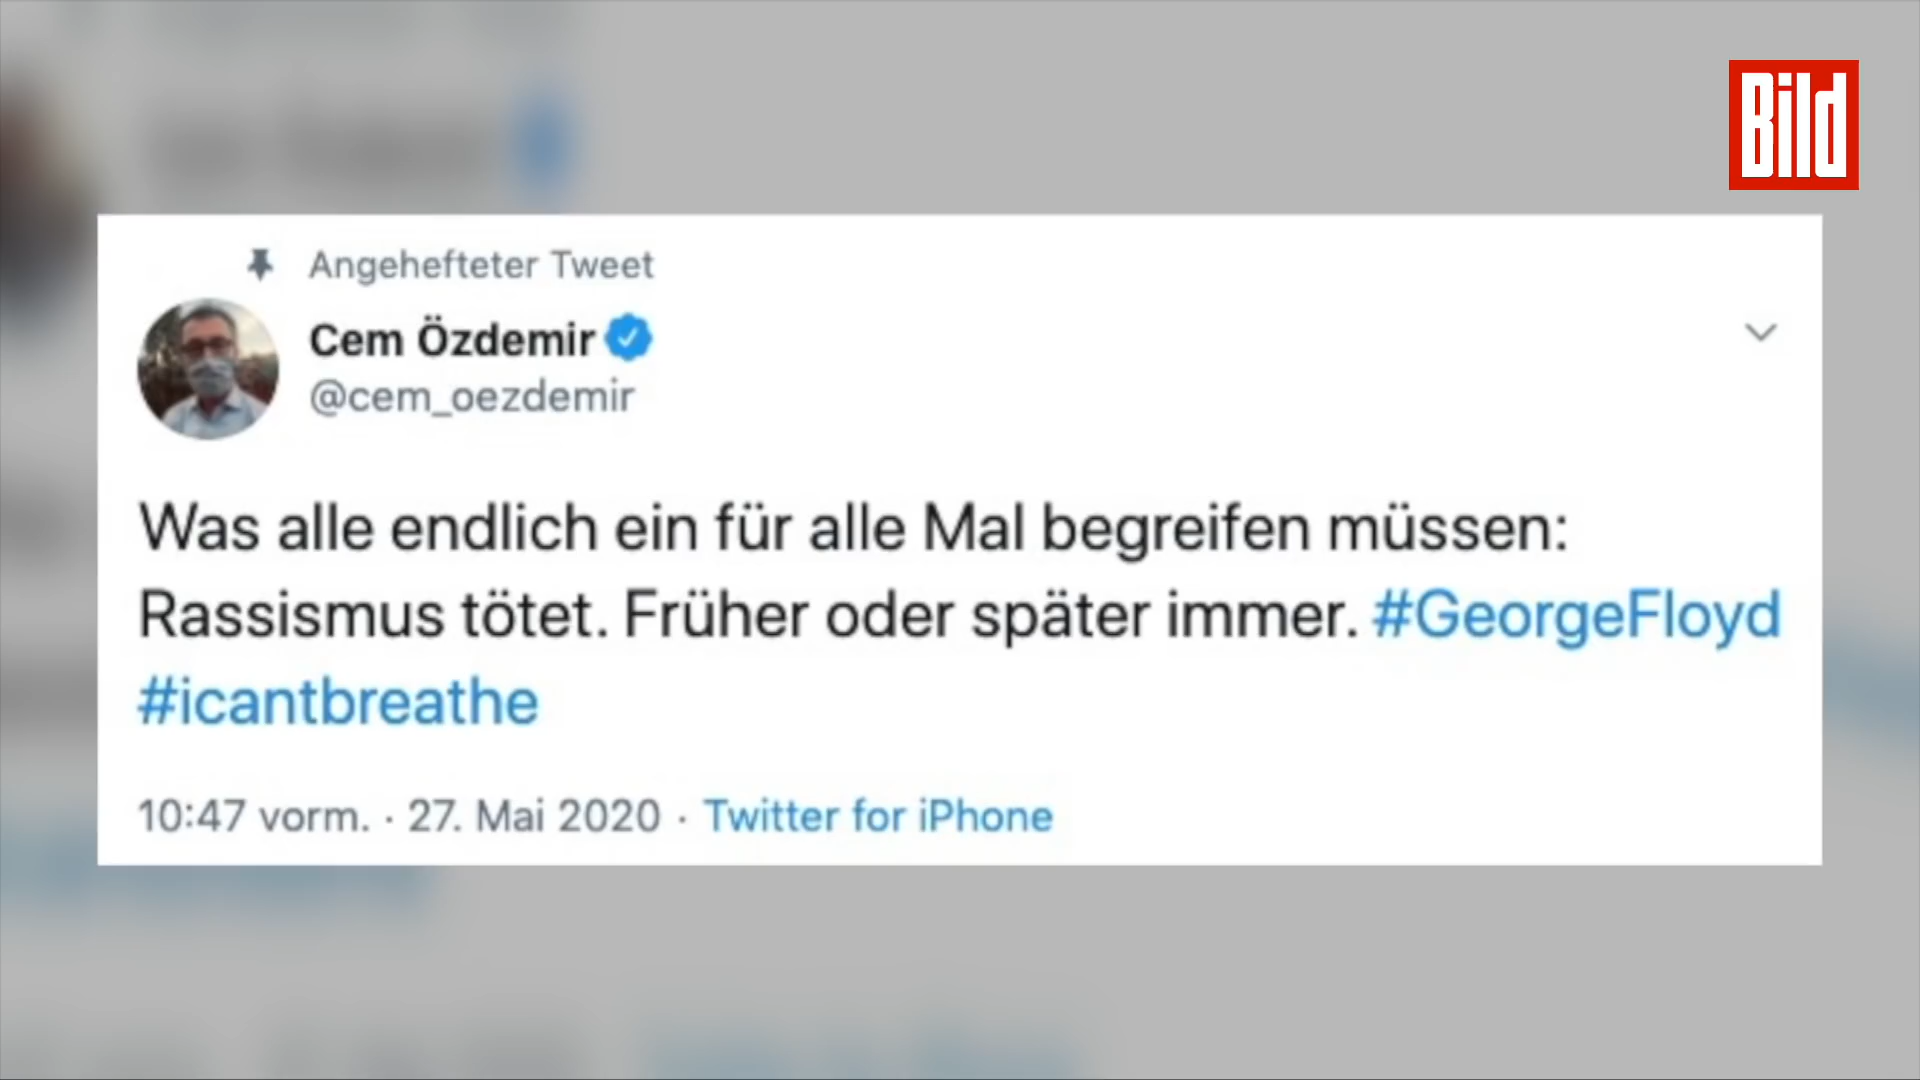 Bild
Angehefteter Tweet
Cem Özdemir
@cem_oezdemir
Was alle endlich ein für alle Mal begreifen müssen:
Rassismus tötet. Früher oder später immer. #GeorgeFloyd
#icantbreathe
10:47 vorm. · 27. Mai 2020 · Twitter for iPhone